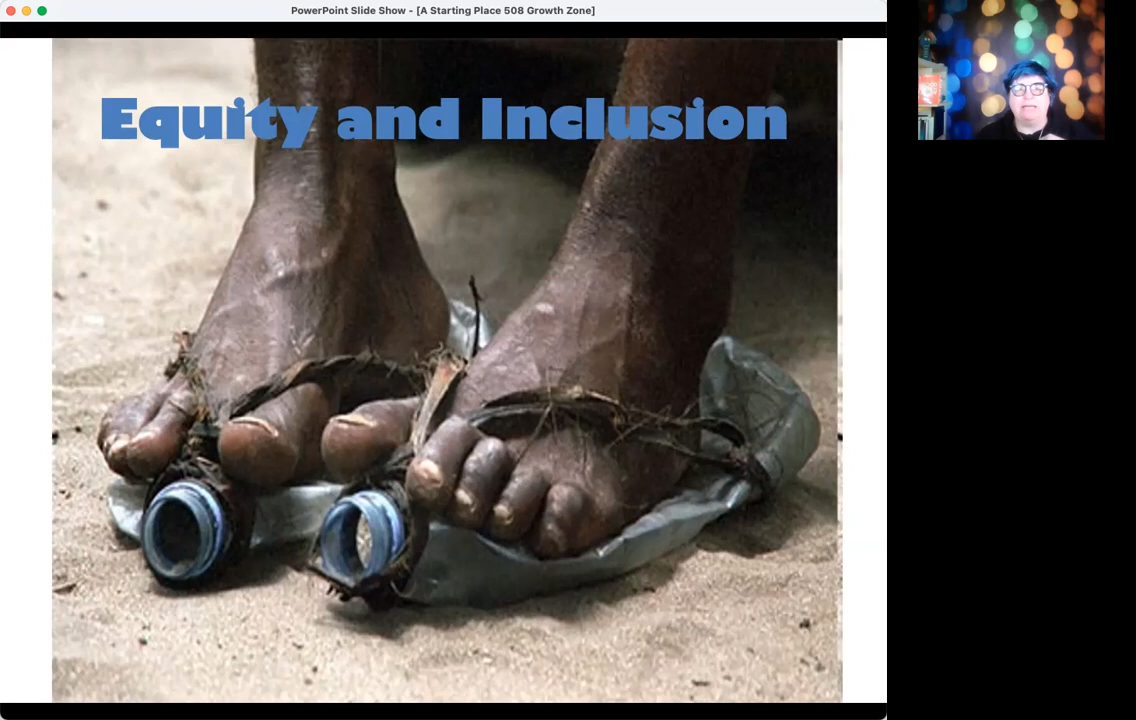 PowerPoint Slide Show - [A Starting Place 508 Growth Zone]
Equity and Inclusion